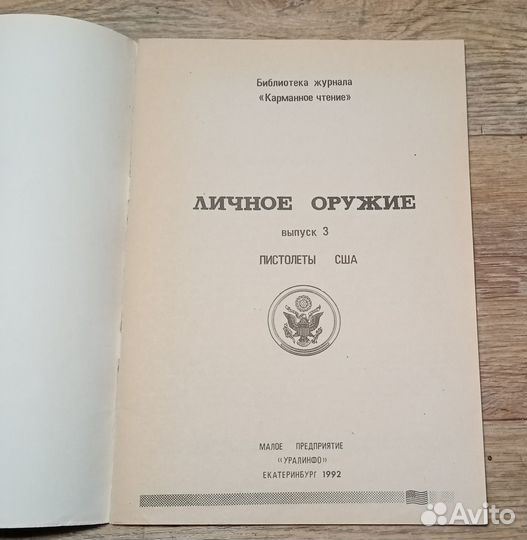 Библиотека журнала
«Карманное чтение»
ЛИЧНОЕ ОРУЖИЕ
выпуск 3
ПИСТОЛЕТЫ США
МАЛОЕ ПРЕДПРИЯТИЕ
«УРАЛИНФО»
ЕКАТЕРИНБУРГ 1992
Avito